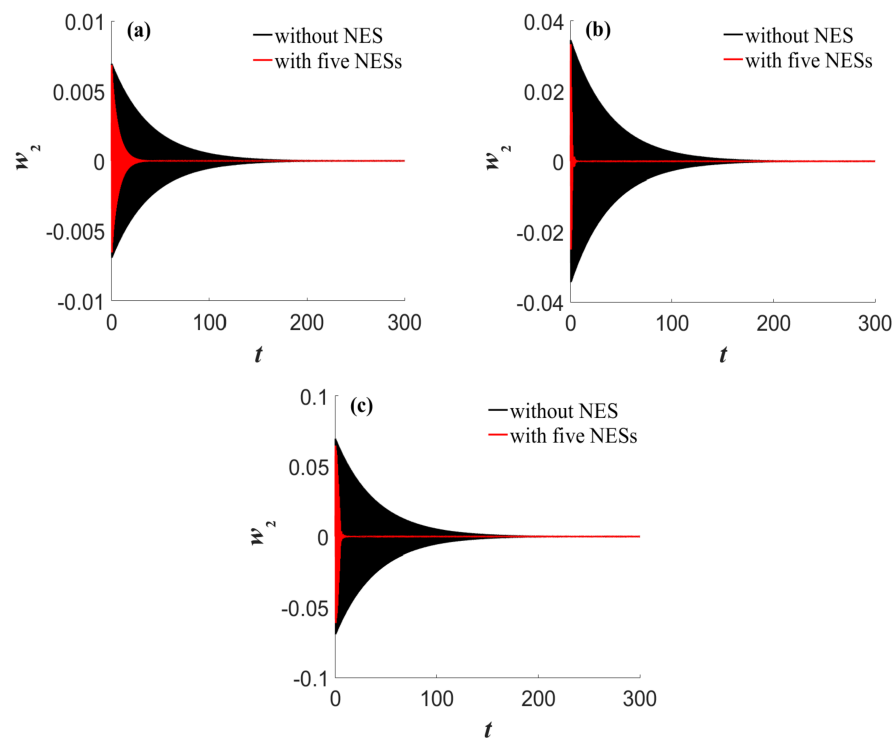 (a)
without NES
with five NESs
0.01
0.005
0
-0.005
-0.01
w2
0 100 200 300
t
(b)
without NES
with five NESs
0.04
0.02
0
-0.02
-0.04
w2
0 100 200 300
t
(c)
without NES
with five NESs
0.1
0.05
0
-0.05
-0.1
w2
0 100 200 300
t